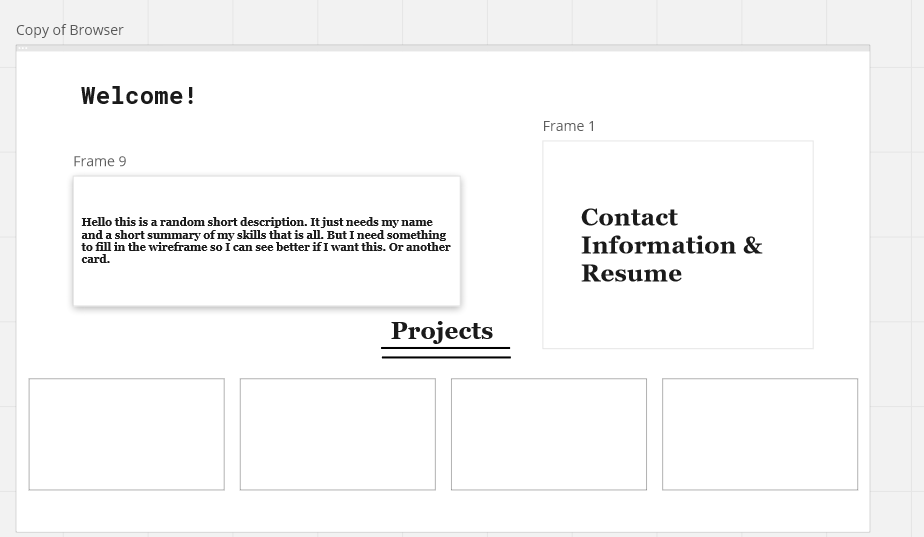 Copy of Browser
Welcome!
Frame 1
Frame 9
Hello this is a random short description. It just needs my name
and a short summary of my skills that is all. But I need something
to fill in the wireframe so I can see better if I want this. Or another
card.
Contact
Information &
Resume
Projects